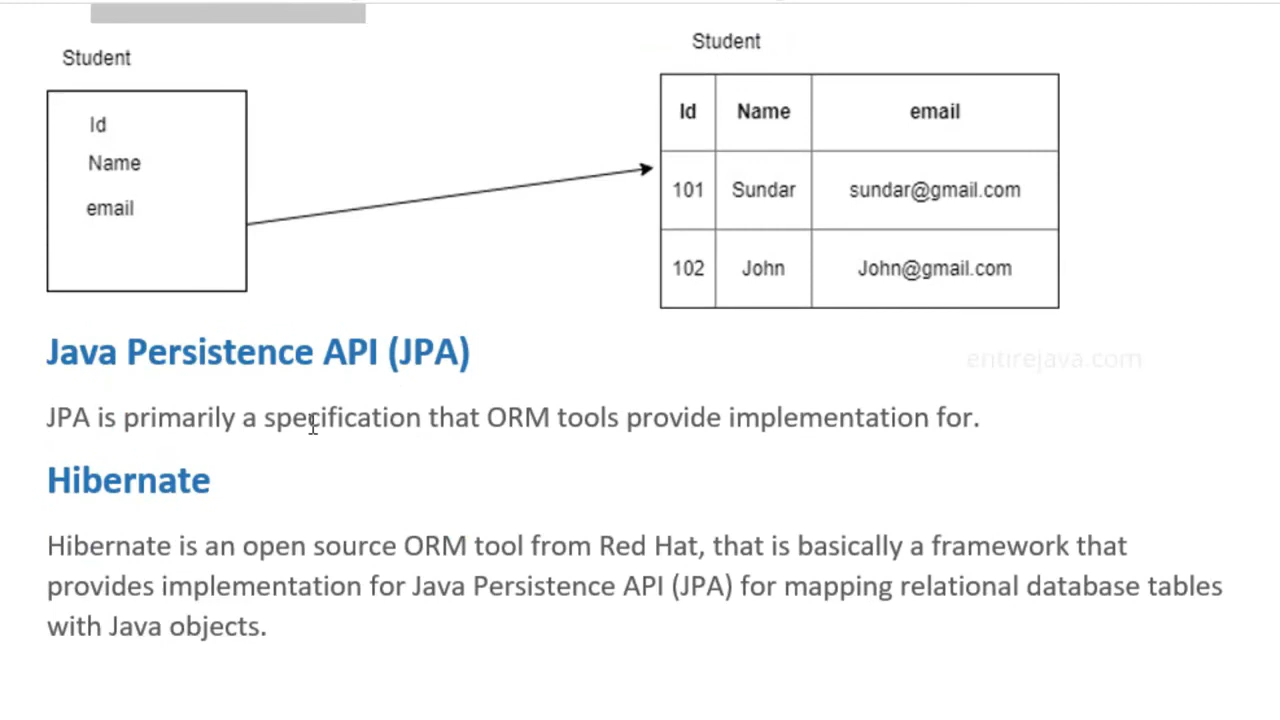 Student
Id
Name
email
Student
Id Name email
101 Sundar sundar@gmail.com
102 John John@gmail.com
Java Persistence API (JPA)
entirejava.com
JPA is primarily a specification that ORM tools provide implementation for.
Hibernate
Hibernate is an open source ORM tool from Red Hat, that is basically a framework that
provides implementation for Java Persistence API (JPA) for mapping relational database tables
with Java objects.